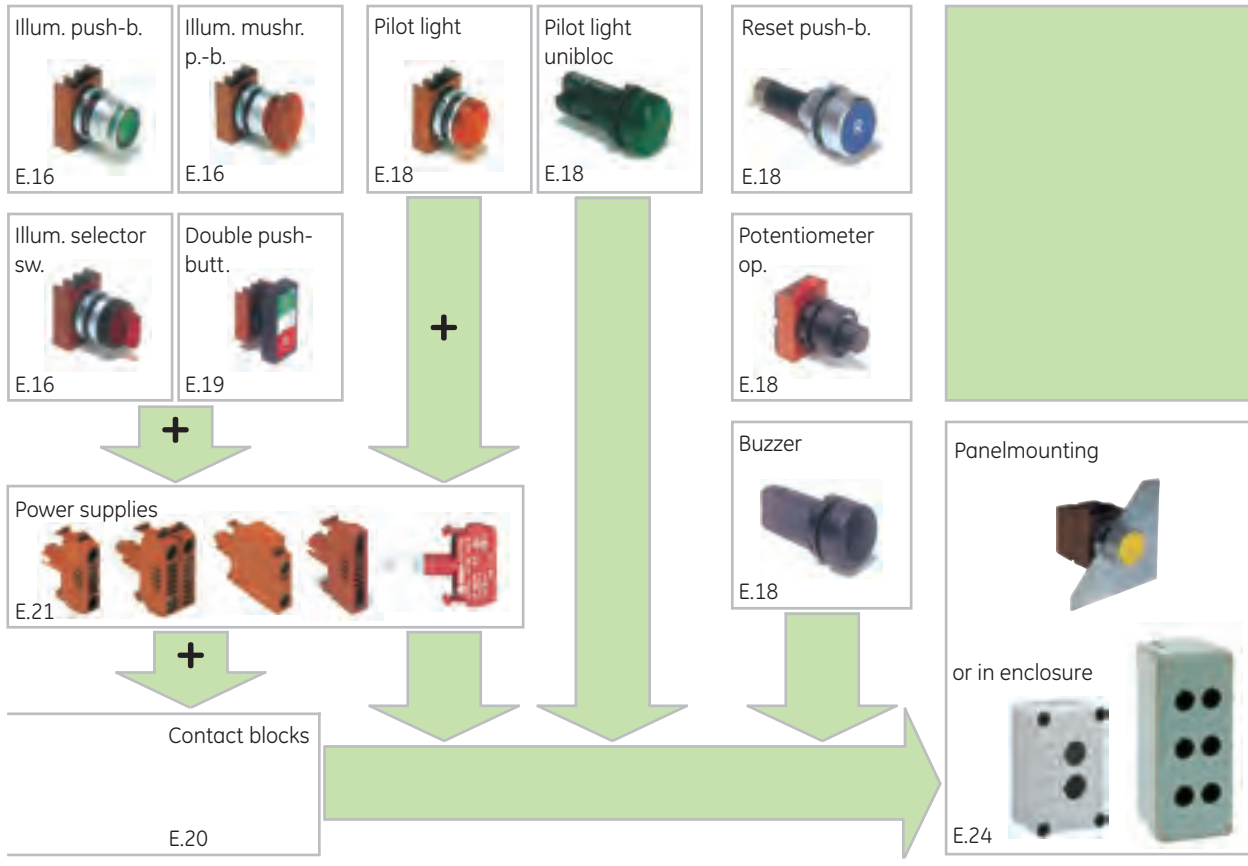 Illum. push-b.
E.16
Illum. mushr.
p.-b.
E.16
Pilot light
E.18
Pilot light
unibloc
E.18
Reset push-b.
R
E.18
Illum. selector
sw.
E.16
Double push-
butt.
E.19
+
+
Potentiometer
op.
E.18
Power supplies
E.21
+
Buzzer
E.18
Contact blocks
E.20
Panelmounting
or in enclosure
E.24